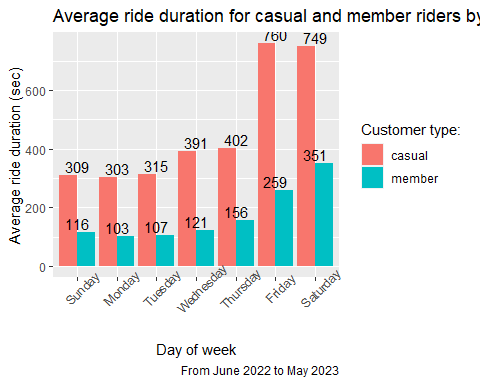 Average ride duration for casual and member riders by
Average ride duration (sec)
600
400
200
0
309
303
315
391
402
760
749
116
103
107
121
156
259
351
Sunday
Monday
Tuesday
Wednesday
Thursday
Friday
Saturday
Day of week
From June 2022 to May 2023
Customer type:
casual
member